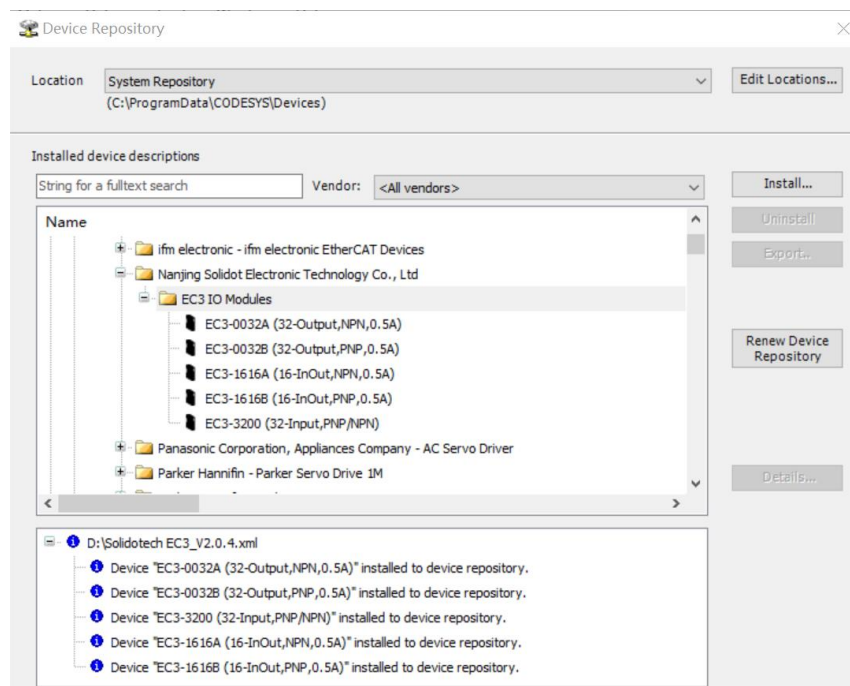 Device Repository
Location System Repository Edit Locations...
(C:\ProgramData\CODESYS\Devices)
Installed device descriptions
String for a fulltext search Vendor: <All vendors> Install...
Name Uninstall
ifm electronic - ifm electronic EtherCAT Devices Export...
Nanjing Solidot Electronic Technology Co., Ltd
EC3 IO Modules
EC3-0032A (32-Output,NPN,0.5A)
EC3-0032B (32-Output,PNP,0.5A) Renew Device
EC3-1616A (16-InOut,NPN,0.5A) Repository
EC3-1616B (16-InOut,PNP,0.5A)
EC3-3200 (32-Input,PNP/NPN)
Panasonic Corporation, Appliances Company - AC Servo Driver
Parker Hannifin - Parker Servo Drive 1M Details...
D:\Solidotech EC3_V2.0.4.xml
Device "EC3-0032A (32-Output,NPN,0.5A)" installed to device repository.
Device "EC3-0032B (32-Output,PNP,0.5A)" installed to device repository.
Device "EC3-3200 (32-Input,PNP/NPN)" installed to device repository.
Device "EC3-1616A (16-InOut,NPN,0.5A)" installed to device repository.
Device "EC3-1616B (16-InOut,PNP,0.5A)" installed to device repository.